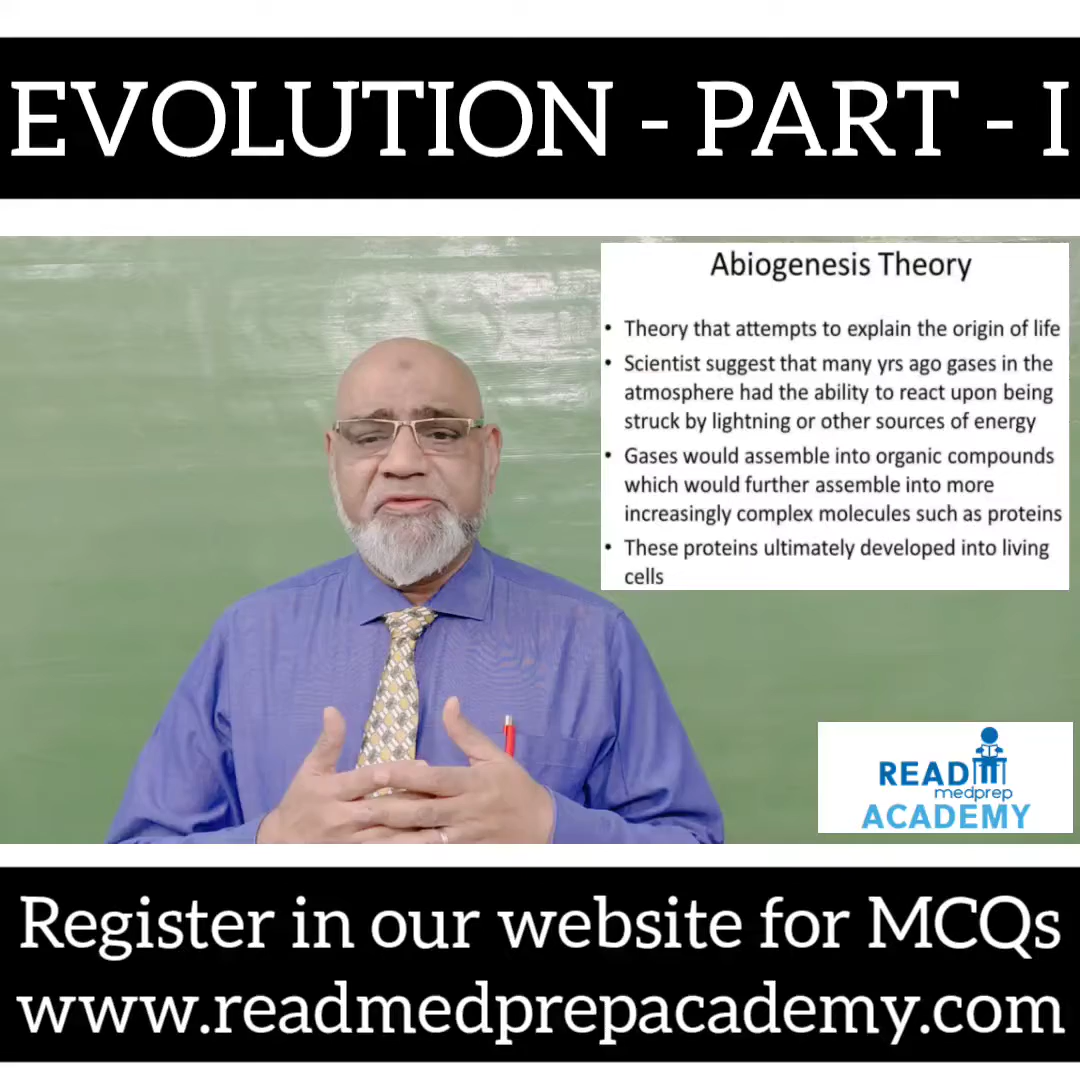 EVOLUTION - PART - I
Abiogenesis Theory
• Theory that attempts to explain the origin of life
• Scientist suggest that many yrs ago gases in the
atmosphere had the ability to react upon being
struck by lightning or other sources of energy
• Gases would assemble into organic compounds
which would further assemble into more
increasingly complex molecules such as proteins
• These proteins ultimately developed into living
cells
READ
medprep
ACADEMY
Register in our website for MCQs
www.readmedprepacademy.com